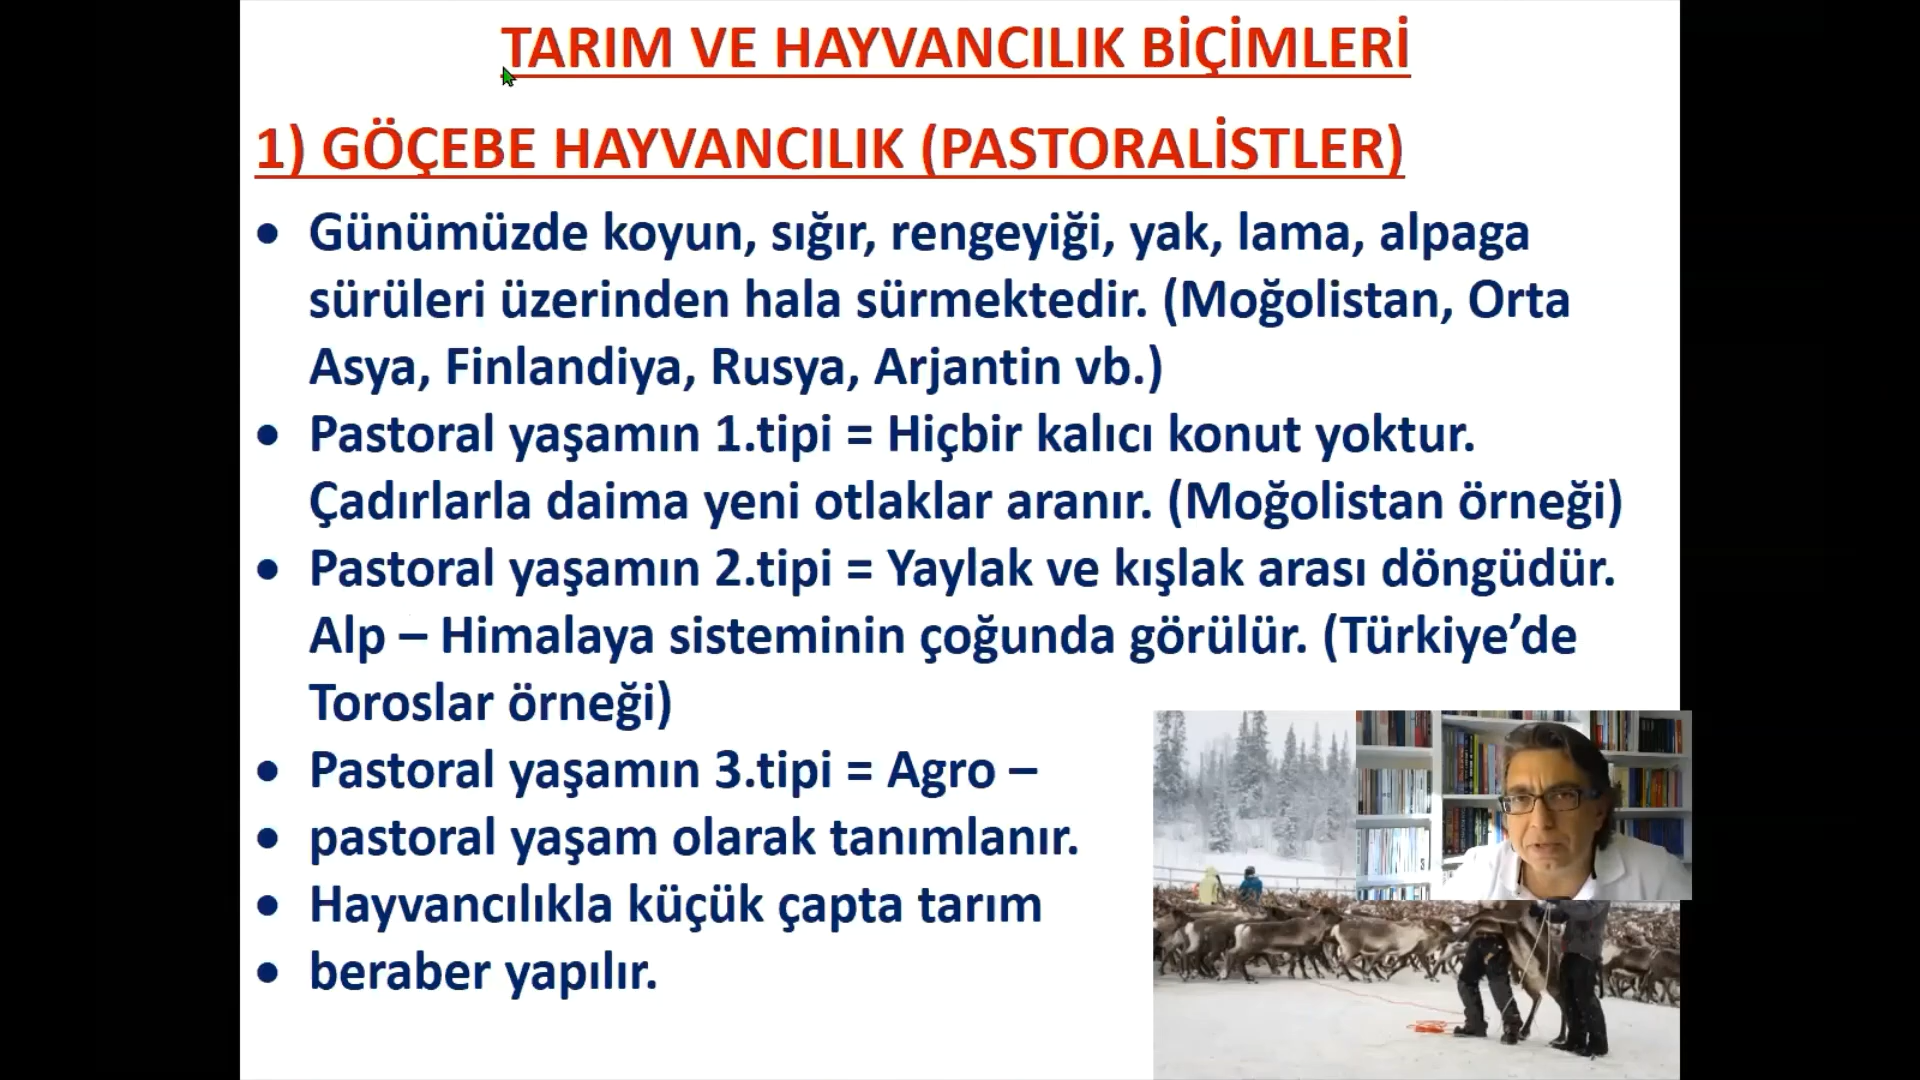 TARIM VE HAYVANCILIK BİÇİMLERİ
1) GÖÇEBE HAYVANCILIK (PASTORALİSTLER)
• Günümüzde koyun, sığır, rengeyiği, yak, lama, alpaga
sürüleri üzerinden hala sürmektedir. (Moğolistan, Orta
Asya, Finlandiya, Rusya, Arjantin vb.)
• Pastoral yaşamın 1.tipi = Hiçbir kalıcı konut yoktur.
Çadırlarla daima yeni otlaklar aranır. (Moğolistan örneği)
• Pastoral yaşamın 2.tipi = Yaylak ve kışlak arası döngüdür.
Alp – Himalaya sisteminin çoğunda görülür. (Türkiye’de
Toroslar örneği)
• Pastoral yaşamın 3.tipi = Agro –
• pastoral yaşam olarak tanımlanır.
• Hayvancılıkla küçük çapta tarım
• beraber yapılır.